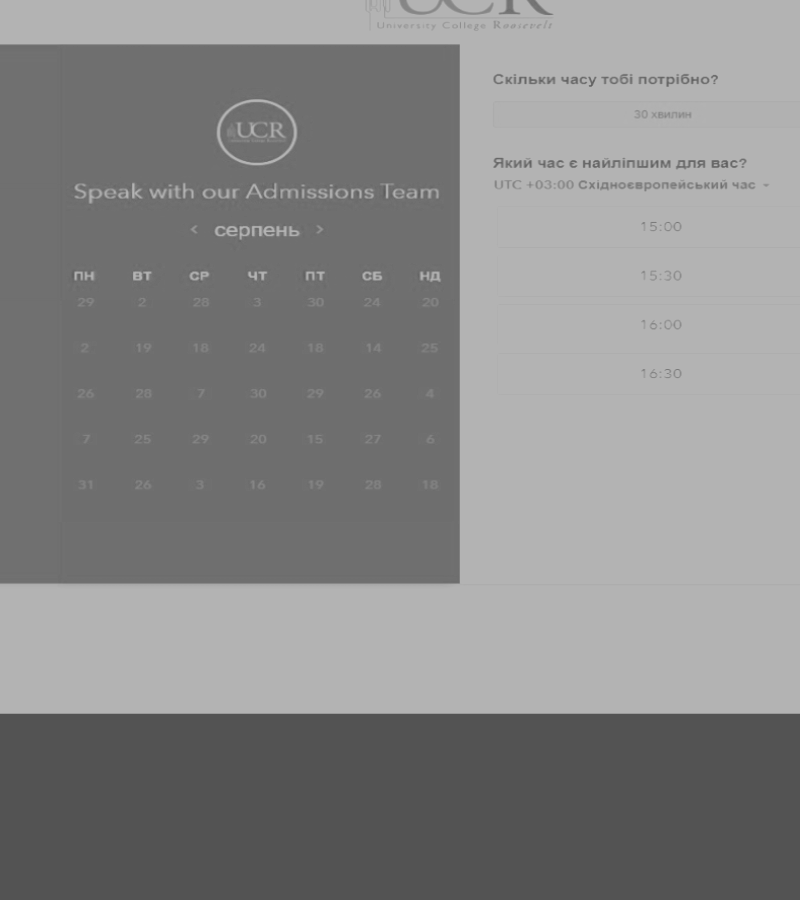 UCR
University College Roosevelt
UCR
Speak with our Admissions Team
< серпень >
ПН ВТ СР ЧТ ПТ СБ НД
29 2 28 3 30 24 20
2 19 18 24 18 14 25
26 28 7 30 29 26 4
7 25 29 20 15 27 6
31 26 3 16 19 28 18
Скільки часу тобі потрібно?
30 хвилин
Який час є найліпшим для вас?
UTC +03:00 Східноєвропейський час
15:00
15:30
16:00
16:30